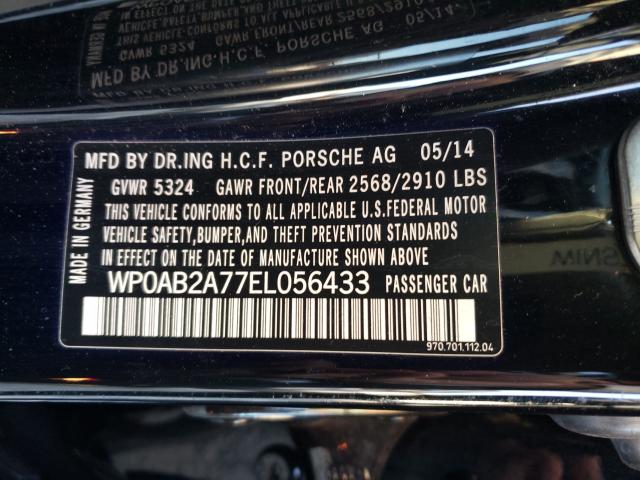 MFD BY DR.ING H.C.F. PORSCHE AG 05/14
GVWR 5324 GAWR FRONT/REAR 2568/2910 LBS
THIS VEHICLE CONFORMS TO ALL APPLICABLE U.S.FEDERAL MOTOR
VEHICLE SAFETY,BUMPER,AND THEFT PREVENTION STANDARDS
IN EFFECT ON THE DATE OF MANUFACTURE SHOWN ABOVE
WP0AB2A77EL056433 PASSENGER CAR
970.701.112.04
MADE IN GERMANY